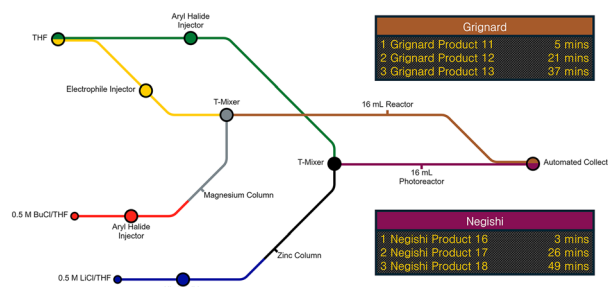 Aryl Halide
Injector
THF
Electrophile Injector
T-Mixer
16 mL Reactor
T-Mixer
16 mL
Photoreactor
Automated Collect
Magnesium Column
0.5 M BuCl/THF
Aryl Halide
Injector
Zinc Column
0.5 M LiCl/THF
Grignard
1 Grignard Product 11 5 mins
2 Grignard Product 12 21 mins
3 Grignard Product 13 37 mins
Negishi
1 Negishi Product 16 3 mins
2 Negishi Product 17 26 mins
3 Negishi Product 18 49 mins